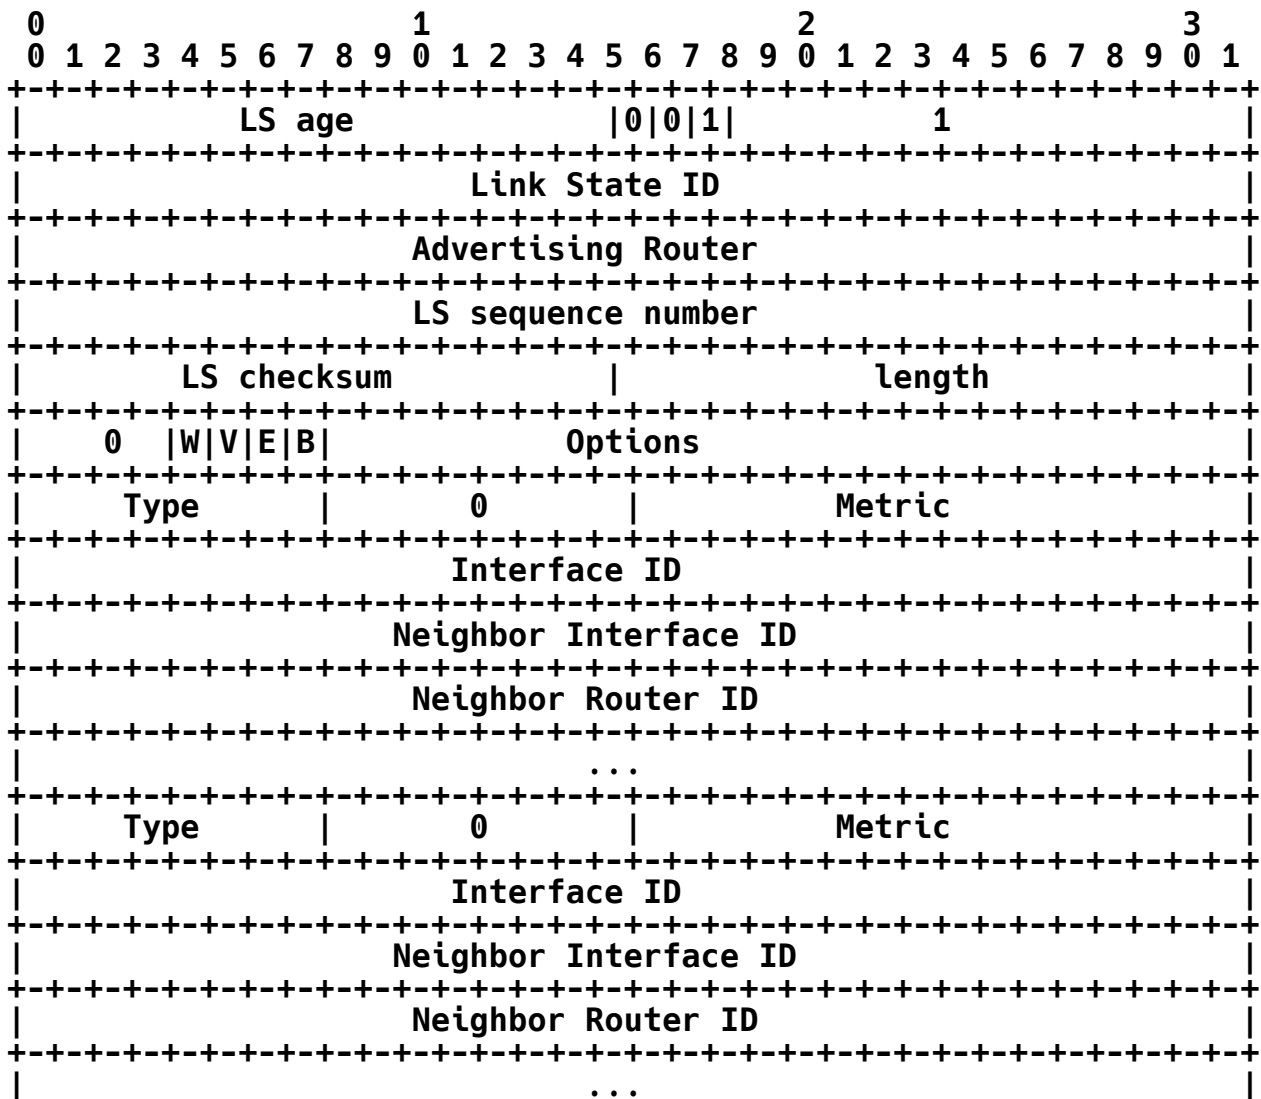 0                   1                   2                   3
 0 1 2 3 4 5 6 7 8 9 0 1 2 3 4 5 6 7 8 9 0 1 2 3 4 5 6 7 8 9 0 1
+-+-+-+-+-+-+-+-+-+-+-+-+-+-+-+-+-+-+-+-+-+-+-+-+-+-+-+-+-+-+-+-+
|           LS age             |0|0|1|          1               |
+-+-+-+-+-+-+-+-+-+-+-+-+-+-+-+-+-+-+-+-+-+-+-+-+-+-+-+-+-+-+-+-+
|                       Link State ID                           |
+-+-+-+-+-+-+-+-+-+-+-+-+-+-+-+-+-+-+-+-+-+-+-+-+-+-+-+-+-+-+-+-+
|                    Advertising Router                         |
+-+-+-+-+-+-+-+-+-+-+-+-+-+-+-+-+-+-+-+-+-+-+-+-+-+-+-+-+-+-+-+-+
|                    LS sequence number                         |
+-+-+-+-+-+-+-+-+-+-+-+-+-+-+-+-+-+-+-+-+-+-+-+-+-+-+-+-+-+-+-+-+
|        LS checksum           |             length             |
+-+-+-+-+-+-+-+-+-+-+-+-+-+-+-+-+-+-+-+-+-+-+-+-+-+-+-+-+-+-+-+-+
|    0  |W|V|E|B|            Options                            |
+-+-+-+-+-+-+-+-+-+-+-+-+-+-+-+-+-+-+-+-+-+-+-+-+-+-+-+-+-+-+-+-+
|     Type      |       0       |          Metric               |
+-+-+-+-+-+-+-+-+-+-+-+-+-+-+-+-+-+-+-+-+-+-+-+-+-+-+-+-+-+-+-+-+
|                      Interface ID                             |
+-+-+-+-+-+-+-+-+-+-+-+-+-+-+-+-+-+-+-+-+-+-+-+-+-+-+-+-+-+-+-+-+
|                   Neighbor Interface ID                       |
+-+-+-+-+-+-+-+-+-+-+-+-+-+-+-+-+-+-+-+-+-+-+-+-+-+-+-+-+-+-+-+-+
|                    Neighbor Router ID                         |
+-+-+-+-+-+-+-+-+-+-+-+-+-+-+-+-+-+-+-+-+-+-+-+-+-+-+-+-+-+-+-+-+
|                             ...                               |
+-+-+-+-+-+-+-+-+-+-+-+-+-+-+-+-+-+-+-+-+-+-+-+-+-+-+-+-+-+-+-+-+
|     Type      |       0       |          Metric               |
+-+-+-+-+-+-+-+-+-+-+-+-+-+-+-+-+-+-+-+-+-+-+-+-+-+-+-+-+-+-+-+-+
|                      Interface ID                             |
+-+-+-+-+-+-+-+-+-+-+-+-+-+-+-+-+-+-+-+-+-+-+-+-+-+-+-+-+-+-+-+-+
|                   Neighbor Interface ID                       |
+-+-+-+-+-+-+-+-+-+-+-+-+-+-+-+-+-+-+-+-+-+-+-+-+-+-+-+-+-+-+-+-+
|                    Neighbor Router ID                         |
+-+-+-+-+-+-+-+-+-+-+-+-+-+-+-+-+-+-+-+-+-+-+-+-+-+-+-+-+-+-+-+-+
|                             ...                               |